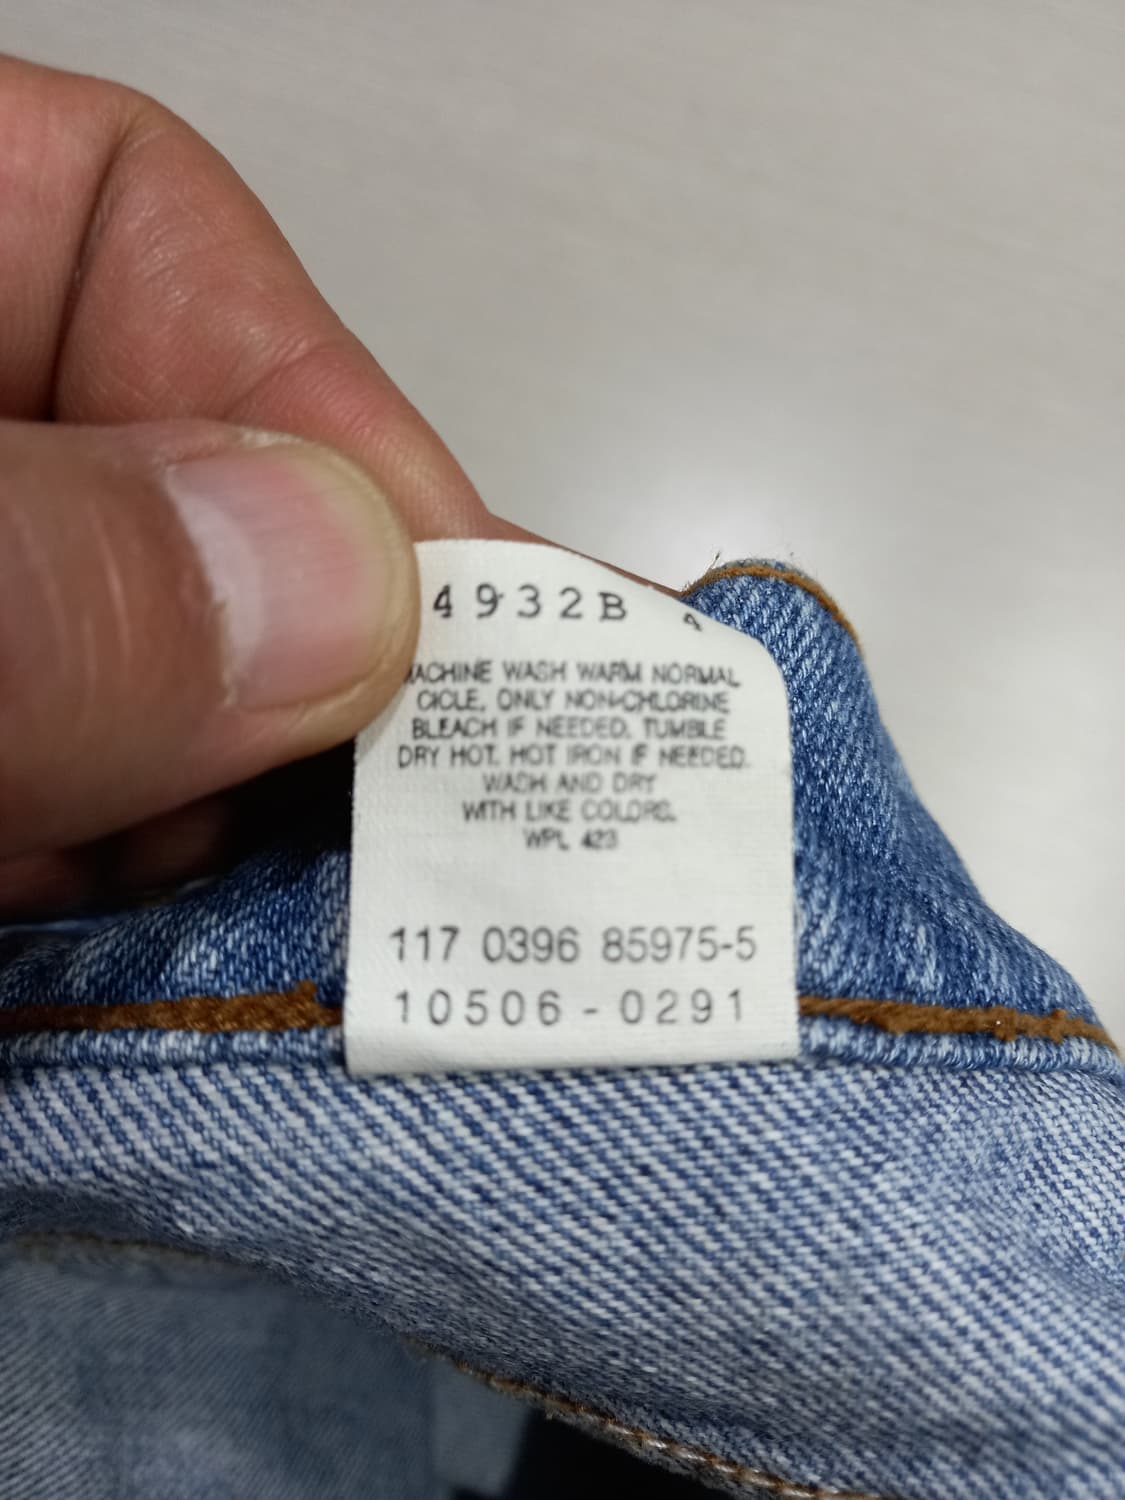 4932B 4
MACHINE WASH WARM NORMAL
CICLE, ONLY NON-CHLORINE
BLEACH IF NEEDED. TUMBLE
DRY HOT. HOT IRON IF NEEDED.
WASH AND DRY
WITH LIKE COLORS.
WPL 423
117 0396 85975-5
10506-0291